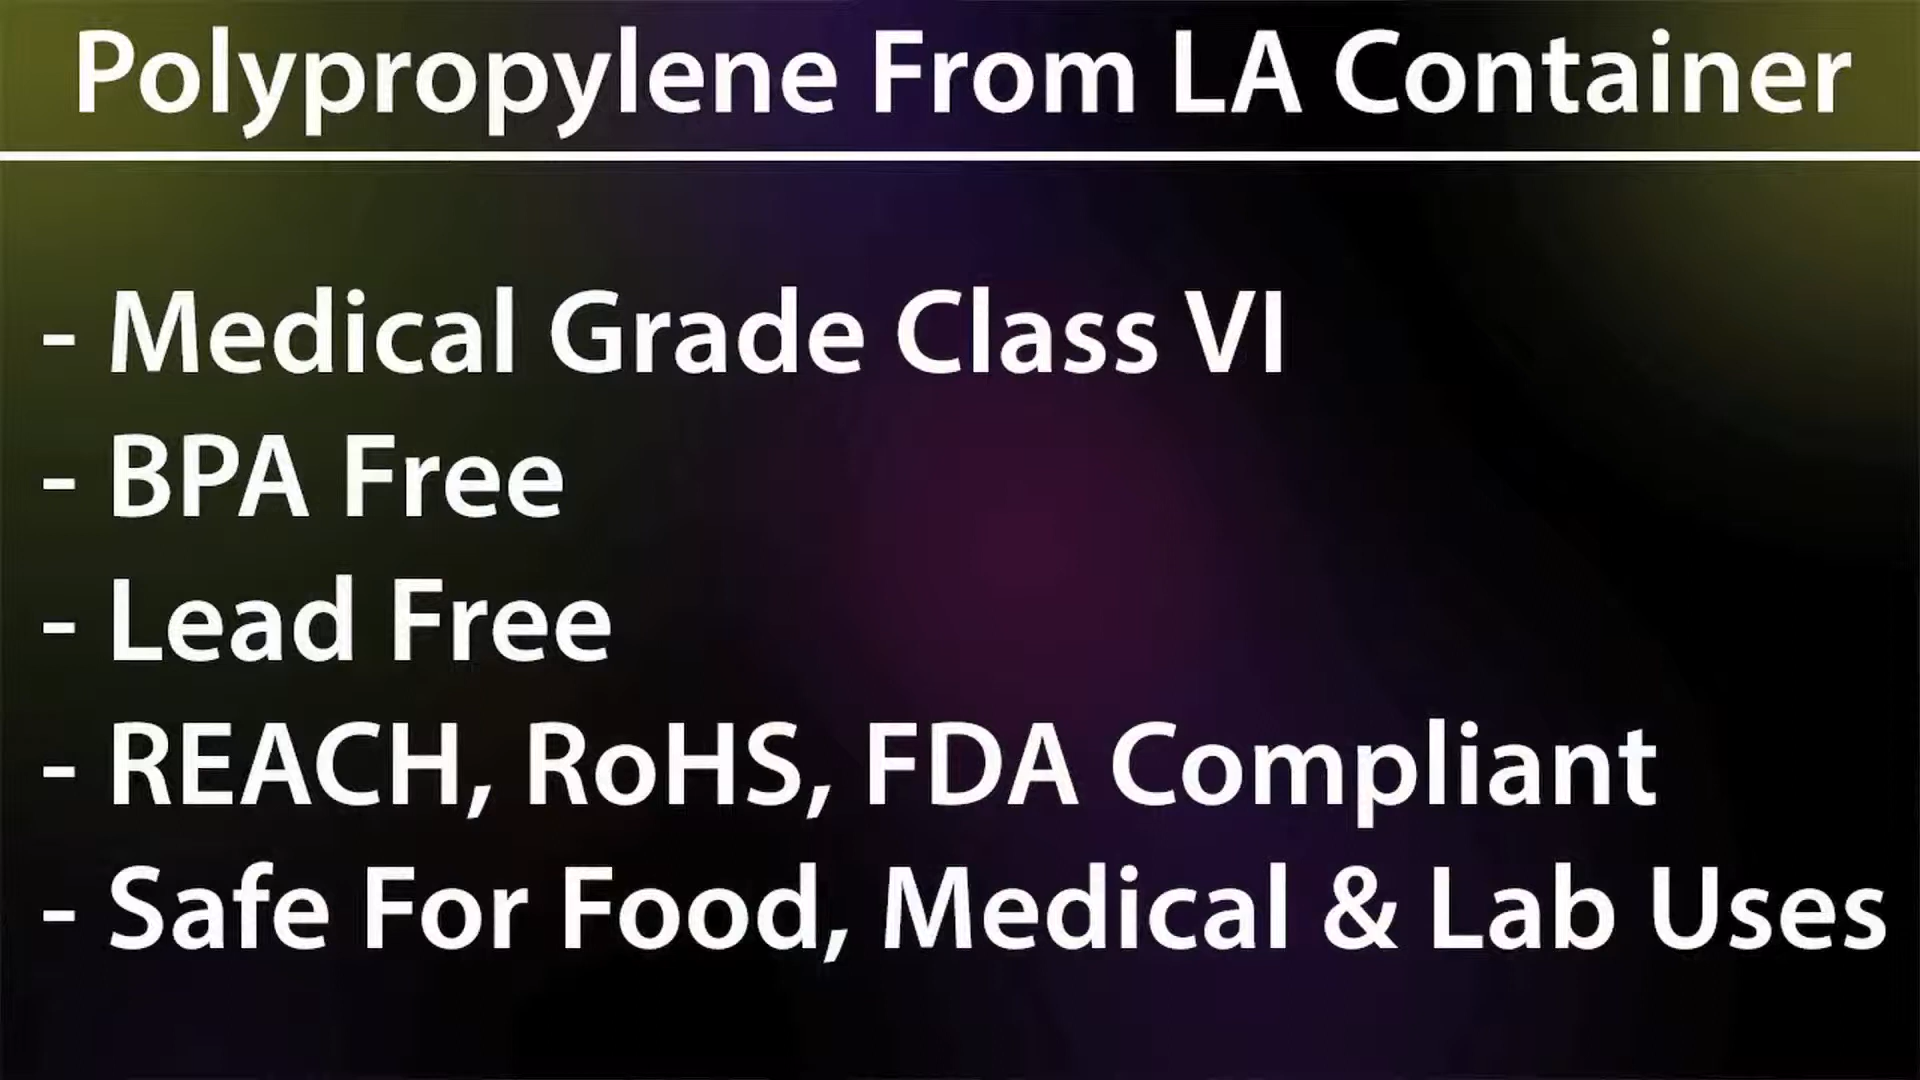 Polypropylene From LA Container
- Medical Grade Class VI
- BPA Free
- Lead Free
- REACH, RoHS, FDA Compliant
- Safe For Food, Medical & Lab Uses